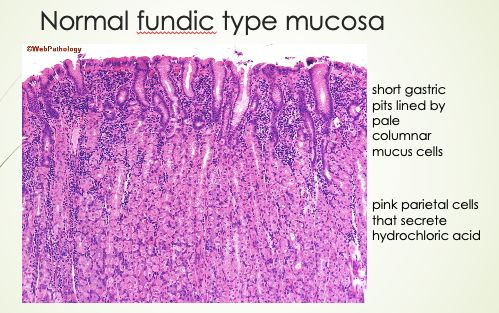 Normal fundic type mucosa
©WebPathology
short gastric
pits lined by
pale
columnar
mucus cells
pink parietal cells
that secrete
hydrochloric acid